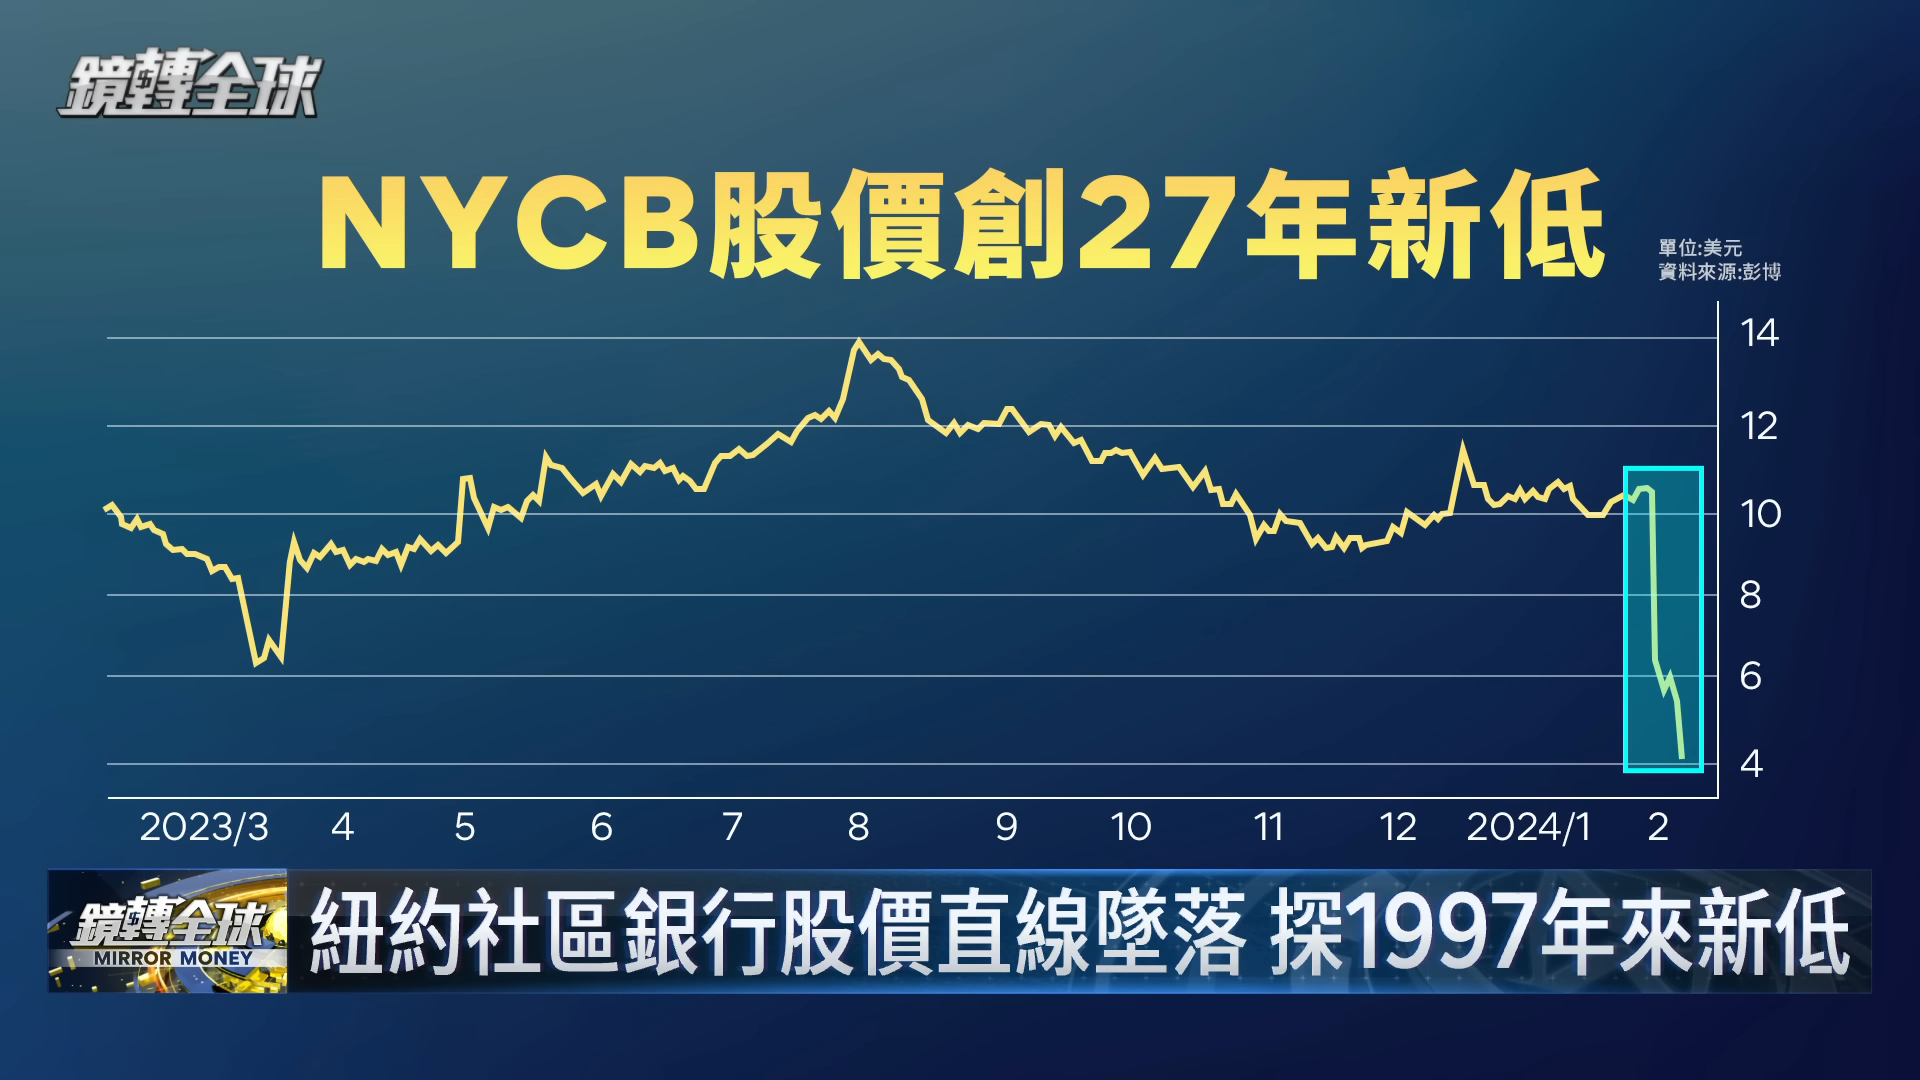 鏡轉全球
NYCB股價創27年新低
單位:美元
資料來源:彭博
14
12
10
8
6
4
2023/3 4 5 6 7 8 9 10 11 12 2024/1 2
鏡轉全球
MIRROR MONEY
紐約社區銀行股價直線墜落 探1997年來新低